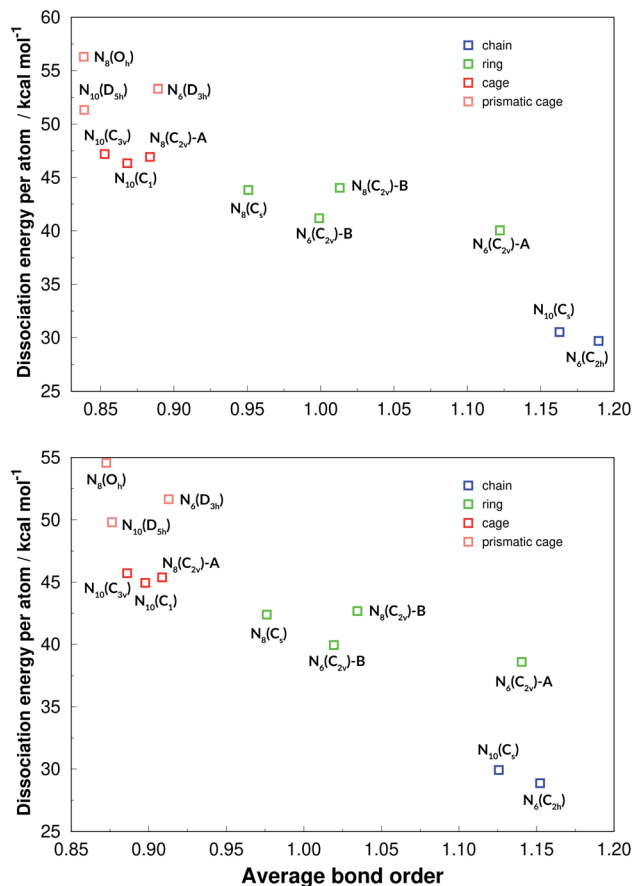 60
55
50
45
40
35
30
25
Dissociation energy per atom / kcal mol⁻¹
N₈(Oₕ)
N₁₀(D₅ₕ)
N₆(D₃ₕ)
N₁₀(C₃ᵥ)
N₈(C₂ᵥ)-A
N₁₀(C₁)
N₈(Cₛ)
N₈(C₂ᵥ)-B
N₆(C₂ᵥ)-B
N₆(C₂ᵥ)-A
N₁₀(Cₛ)
N₆(C₂ₕ)
chain
ring
cage
prismatic cage
0.85 0.90 0.95 1.00 1.05 1.10 1.15 1.20
55
50
45
40
35
30
25
Dissociation energy per atom / kcal mol⁻¹
N₈(Oₕ)
N₆(D₃ₕ)
N₁₀(D₅ₕ)
N₈(C₂ᵥ)-A
N₁₀(C₃ᵥ)
N₁₀(C₁)
N₈(Cₛ)
N₈(C₂ᵥ)-B
N₆(C₂ᵥ)-B
N₆(C₂ᵥ)-A
N₁₀(Cₛ)
N₆(C₂ₕ)
chain
ring
cage
prismatic cage
0.85 0.90 0.95 1.00 1.05 1.10 1.15 1.20
Average bond order